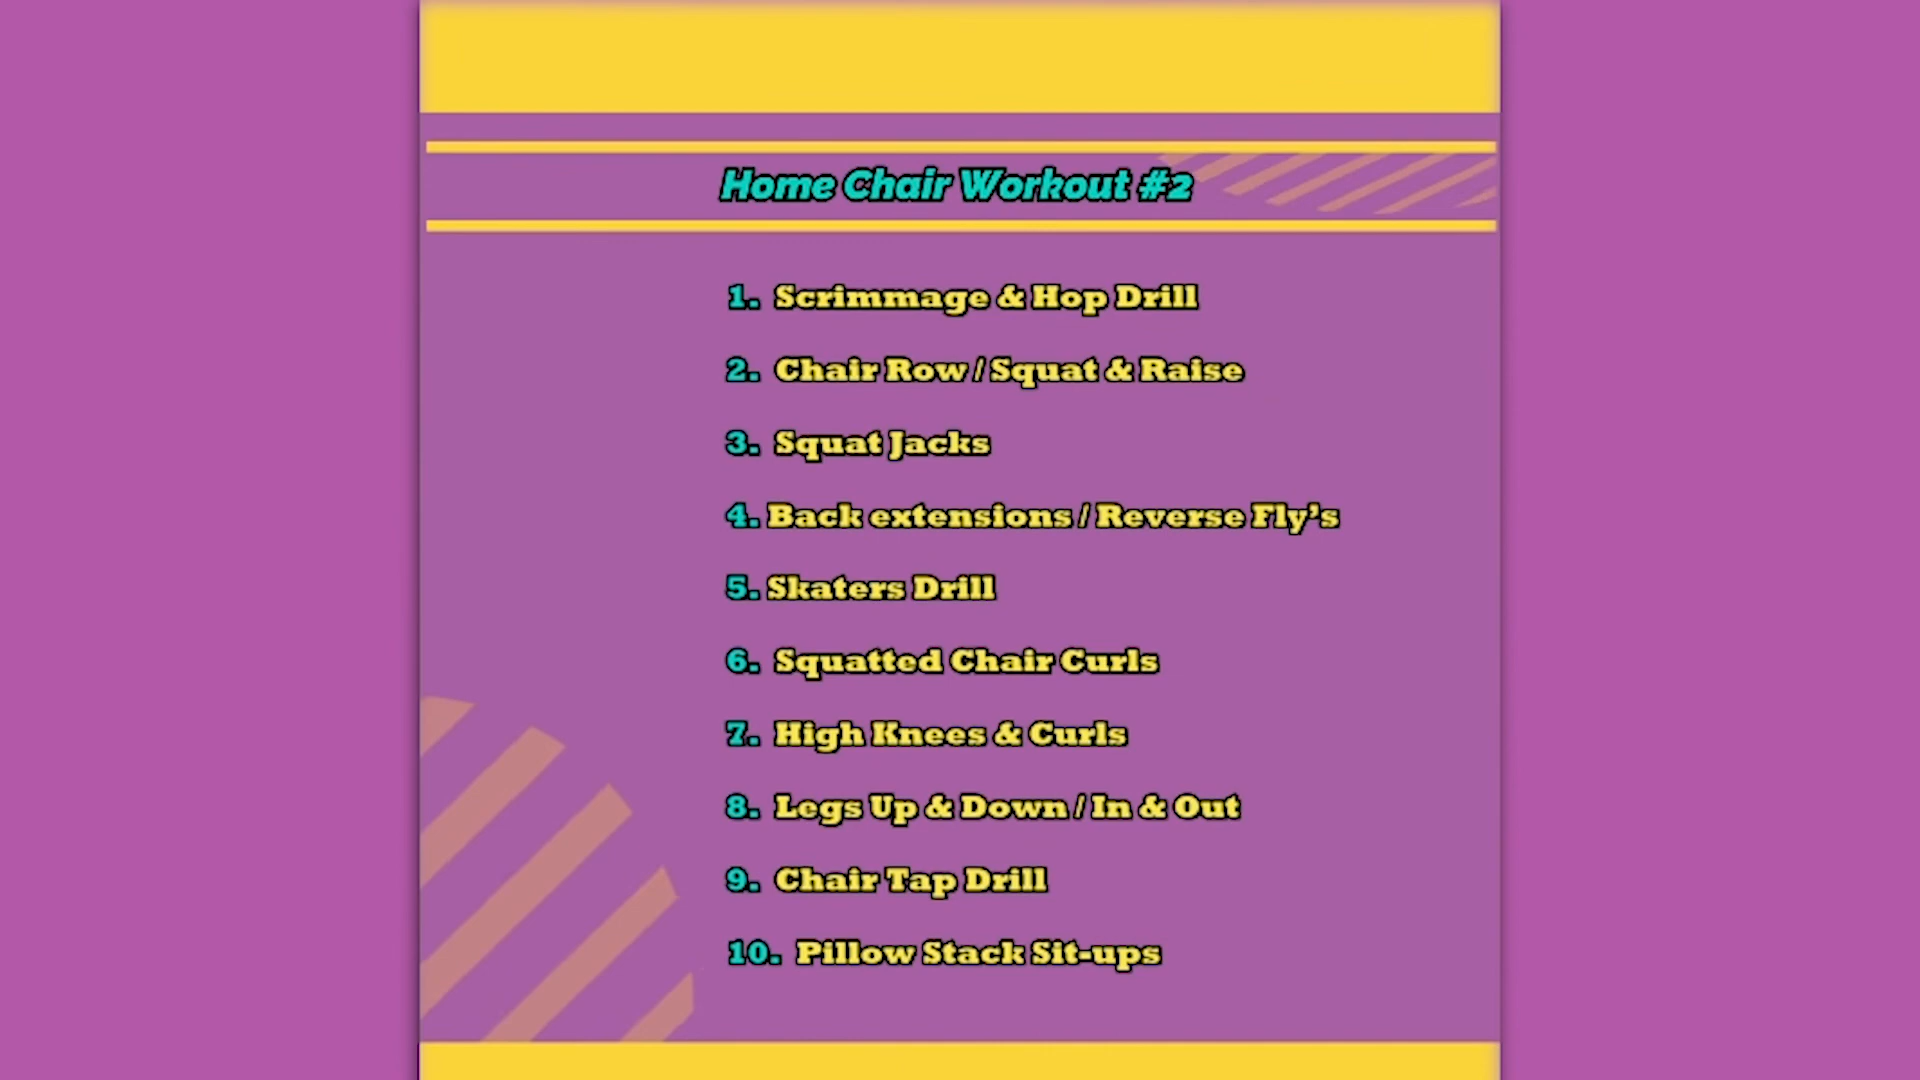 Home Chair Workout #2
1. Scrimmage & Hop Drill
2. Chair Row / Squat & Raise
3. Squat Jacks
4. Back extensions / Reverse Fly's
5. Skaters Drill
6. Squatted Chair Curls
7. High Knees & Curls
8. Legs Up & Down / In & Out
9. Chair Tap Drill
10. Pillow Stack Sit-ups